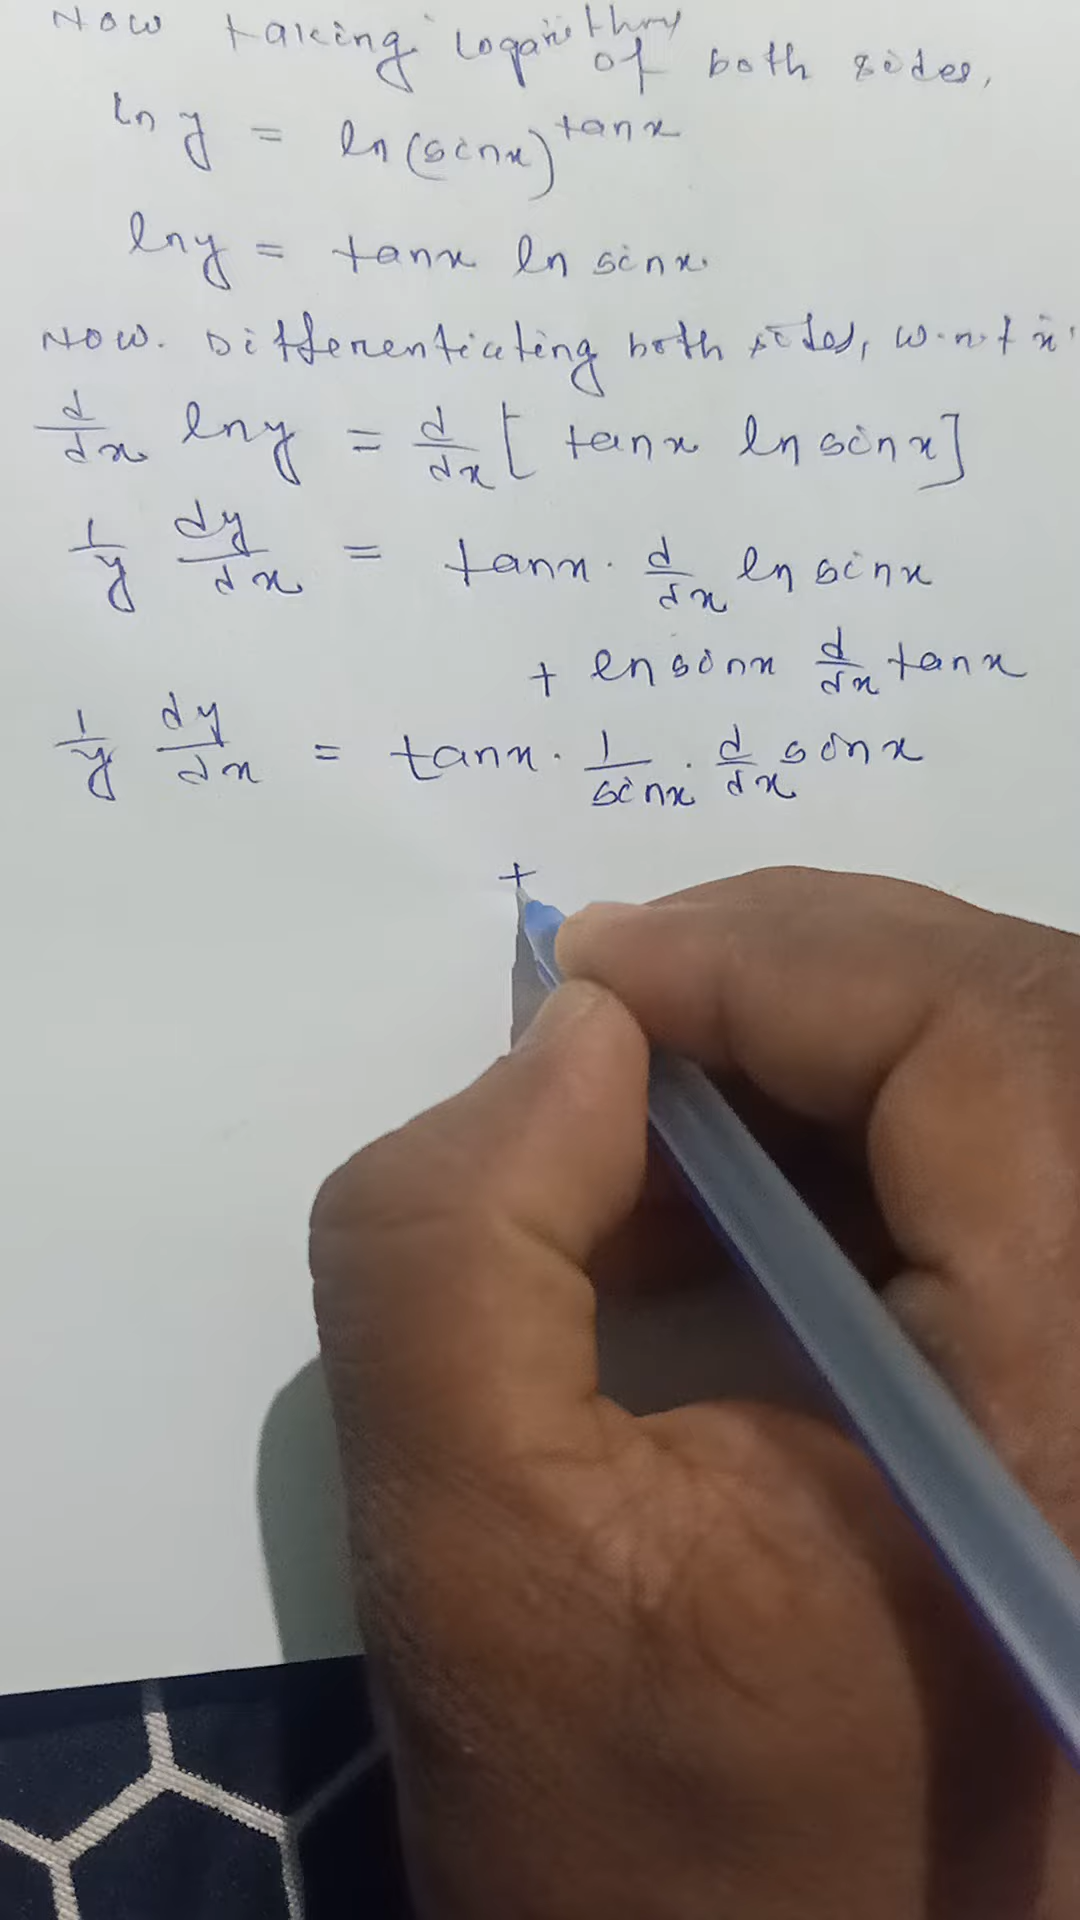 Now taking logarithm
of both sides,
ln y = ln (sinx)^tanx
lny = tanx ln sinx.
Now. Differentiating both sides, w.r.t x
d/dx lny = d/dx [ tanx ln sinx ]
1/y dy/dx = tanx . d/dx ln sinx
+ ln sinx d/dx tanx
1/y dy/dx = tanx . 1/sinx . d/dx sinx
+